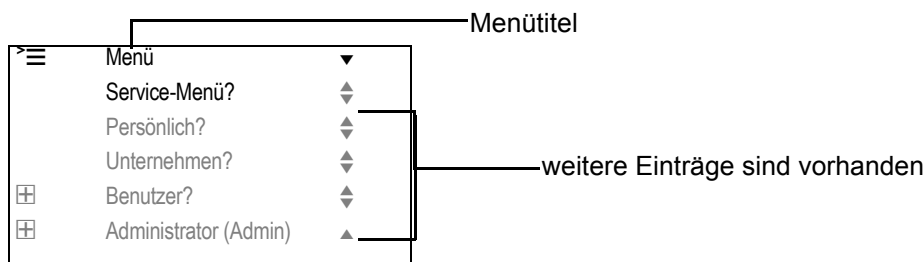 Menütitel
Menü
Service-Menü?
Persönlich?
Unternehmen?
weitere Einträge sind vorhanden
Benutzer?
Administrator (Admin)